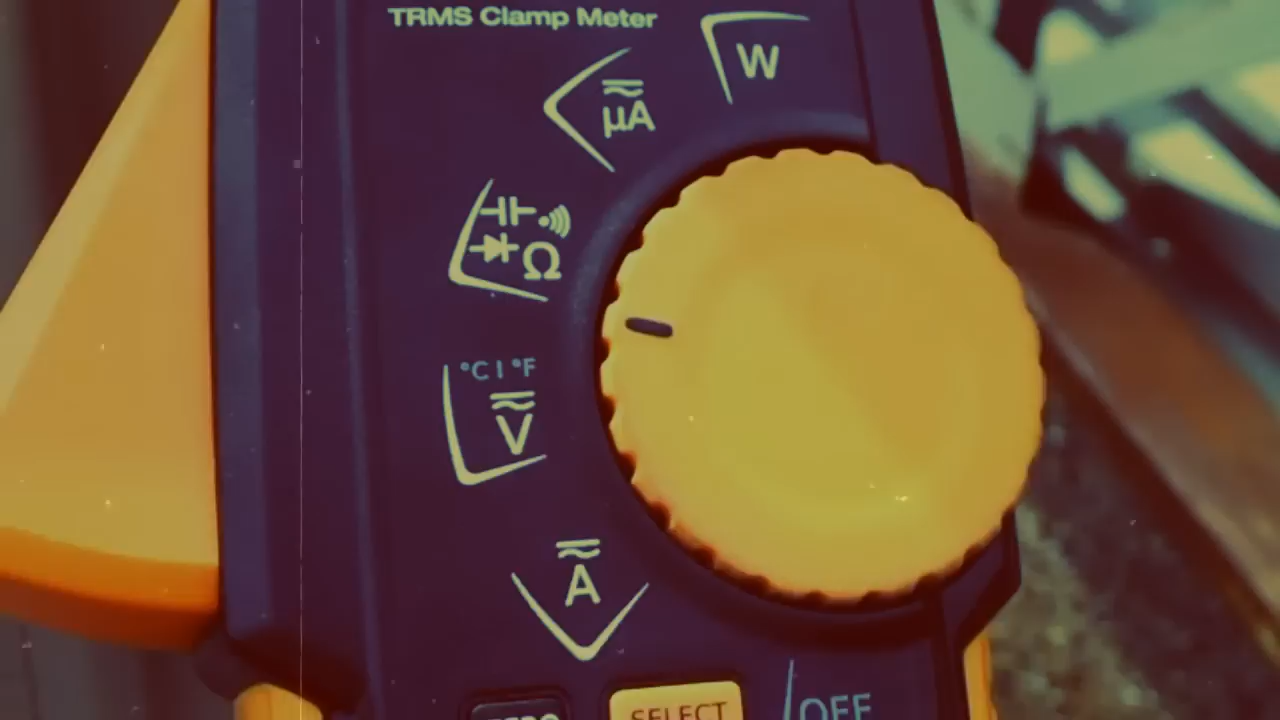 TRMS Clamp Meter
W
μA
Ω
°C | °F
V
A
SELECT
OFF